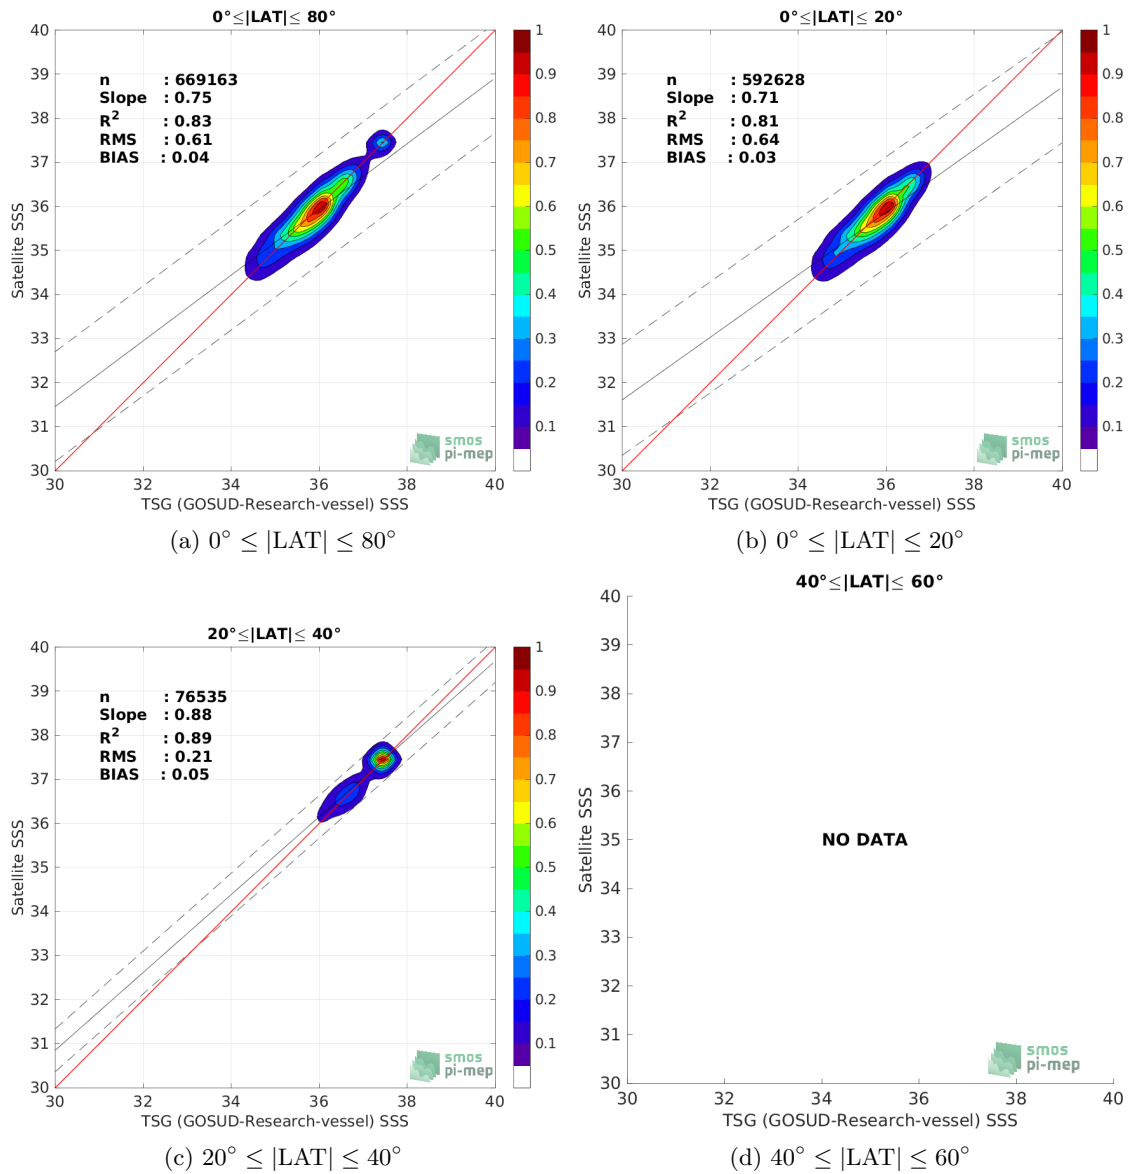 0°≤|LAT|≤ 80°
40
39
38
37
36
35
34
33
32
31
30
Satellite SSS
n : 669163
Slope : 0.75
R2 : 0.83
RMS : 0.61
BIAS : 0.04
1
0.9
0.8
0.7
0.6
0.5
0.4
0.3
0.2
0.1
smos
pi-mep
30 32 34 36 38 40
TSG (GOSUD-Research-vessel) SSS
(a) 0° ≤ |LAT| ≤ 80°
0°≤|LAT|≤ 20°
40
39
38
37
36
35
34
33
32
31
30
Satellite SSS
n : 592628
Slope : 0.71
R2 : 0.81
RMS : 0.64
BIAS : 0.03
1
0.9
0.8
0.7
0.6
0.5
0.4
0.3
0.2
0.1
smos
pi-mep
30 32 34 36 38 40
TSG (GOSUD-Research-vessel) SSS
(b) 0° ≤ |LAT| ≤ 20°
20°≤|LAT|≤ 40°
40
39
38
37
36
35
34
33
32
31
30
Satellite SSS
n : 76535
Slope : 0.88
R2 : 0.89
RMS : 0.21
BIAS : 0.05
1
0.9
0.8
0.7
0.6
0.5
0.4
0.3
0.2
0.1
smos
pi-mep
30 32 34 36 38 40
TSG (GOSUD-Research-vessel) SSS
(c) 20° ≤ |LAT| ≤ 40°
40°≤|LAT|≤ 60°
40
39
38
37
36
35
34
33
32
31
30
Satellite SSS
NO DATA
smos
pi-mep
30 32 34 36 38 40
TSG (GOSUD-Research-vessel) SSS
(d) 40° ≤ |LAT| ≤ 60°